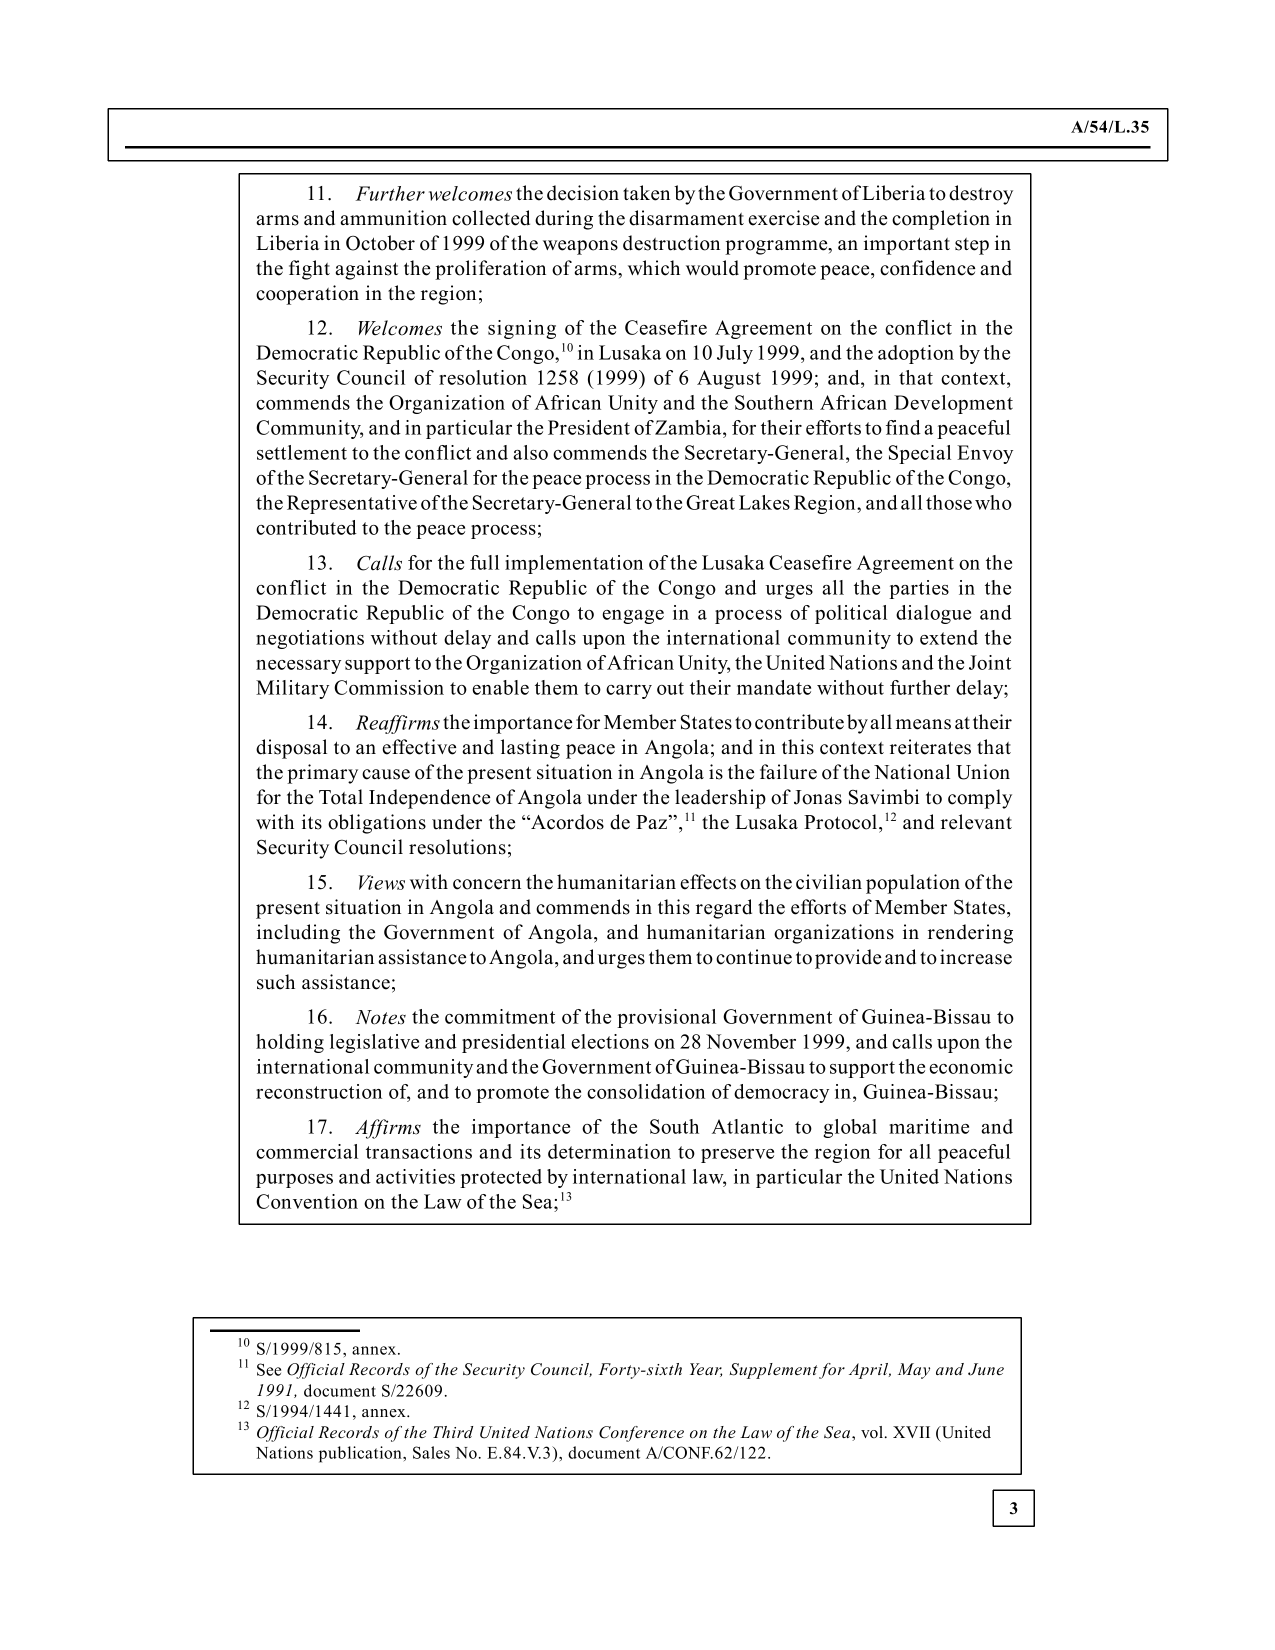 A/54/L.35
11. Further welcomes the decision taken by the Government of Liberia to destroy
arms and ammunition collected during the disarmament exercise and the completion in
Liberia in October of 1999 of the weapons destruction programme, an important step in
the fight against the proliferation of arms, which would promote peace, confidence and
cooperation in the region;
12. Welcomes the signing of the Ceasefire Agreement on the conflict in the
Democratic Republic of the Congo,10 in Lusaka on 10 July 1999, and the adoption by the
Security Council of resolution 1258 (1999) of 6 August 1999; and, in that context,
commends the Organization of African Unity and the Southern African Development
Community, and in particular the President of Zambia, for their efforts to find a peaceful
settlement to the conflict and also commends the Secretary-General, the Special Envoy
of the Secretary-General for the peace process in the Democratic Republic of the Congo,
the Representative of the Secretary-General to the Great Lakes Region, and all those who
contributed to the peace process;
13. Calls for the full implementation of the Lusaka Ceasefire Agreement on the
conflict in the Democratic Republic of the Congo and urges all the parties in the
Democratic Republic of the Congo to engage in a process of political dialogue and
negotiations without delay and calls upon the international community to extend the
necessary support to the Organization of African Unity, the United Nations and the Joint
Military Commission to enable them to carry out their mandate without further delay;
14. Reaffirms the importance for Member States to contribute by all means at their
disposal to an effective and lasting peace in Angola; and in this context reiterates that
the primary cause of the present situation in Angola is the failure of the National Union
for the Total Independence of Angola under the leadership of Jonas Savimbi to comply
with its obligations under the “Acordos de Paz”,11 the Lusaka Protocol,12 and relevant
Security Council resolutions;
15. Views with concern the humanitarian effects on the civilian population of the
present situation in Angola and commends in this regard the efforts of Member States,
including the Government of Angola, and humanitarian organizations in rendering
humanitarian assistance to Angola, and urges them to continue to provide and to increase
such assistance;
16. Notes the commitment of the provisional Government of Guinea-Bissau to
holding legislative and presidential elections on 28 November 1999, and calls upon the
international community and the Government of Guinea-Bissau to support the economic
reconstruction of, and to promote the consolidation of democracy in, Guinea-Bissau;
17. Affirms the importance of the South Atlantic to global maritime and
commercial transactions and its determination to preserve the region for all peaceful
purposes and activities protected by international law, in particular the United Nations
Convention on the Law of the Sea;13
10 S/1999/815, annex.
11 See Official Records of the Security Council, Forty-sixth Year, Supplement for April, May and June
1991, document S/22609.
12 S/1994/1441, annex.
13 Official Records of the Third United Nations Conference on the Law of the Sea, vol. XVII (United
Nations publication, Sales No. E.84.V.3), document A/CONF.62/122.
3